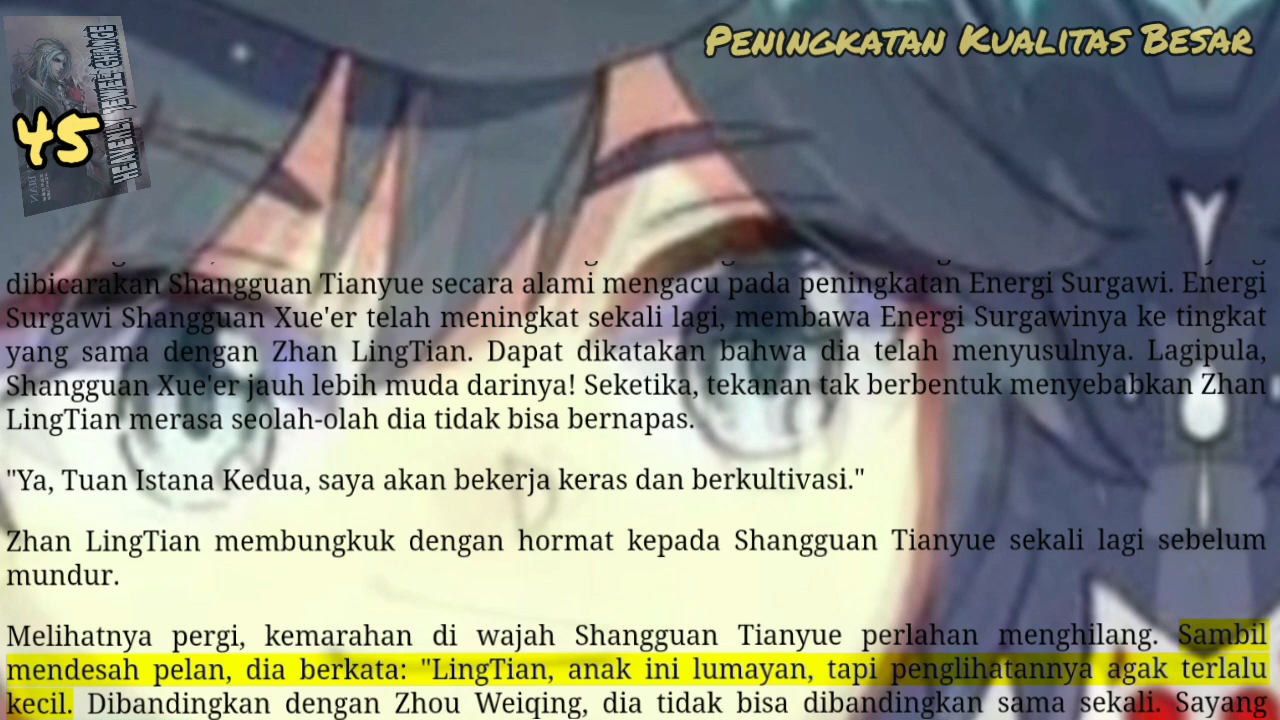 Peningkatan Kualitas Besar
HEAVENLY JEWEL CHANGE
45
dibicarakan Shangguan Tianyue secara alami mengacu pada peningkatan Energi Surgawi. Energi
Surgawi Shangguan Xue'er telah meningkat sekali lagi, membawa Energi Surgawinya ke tingkat
yang sama dengan Zhan LingTian. Dapat dikatakan bahwa dia telah menyusulnya. Lagipula,
Shangguan Xue'er jauh lebih muda darinya! Seketika, tekanan tak berbentuk menyebabkan Zhan
LingTian merasa seolah-olah dia tidak bisa bernapas.
"Ya, Tuan Istana Kedua, saya akan bekerja keras dan berkultivasi."
Zhan LingTian membungkuk dengan hormat kepada Shangguan Tianyue sekali lagi sebelum
mundur.
Melihatnya pergi, kemarahan di wajah Shangguan Tianyue perlahan menghilang. Sambil
mendesah pelan, dia berkata: "LingTian, anak ini lumayan, tapi penglihatannya agak terlalu
kecil. Dibandingkan dengan Zhou Weiqing, dia tidak bisa dibandingkan sama sekali. Sayang